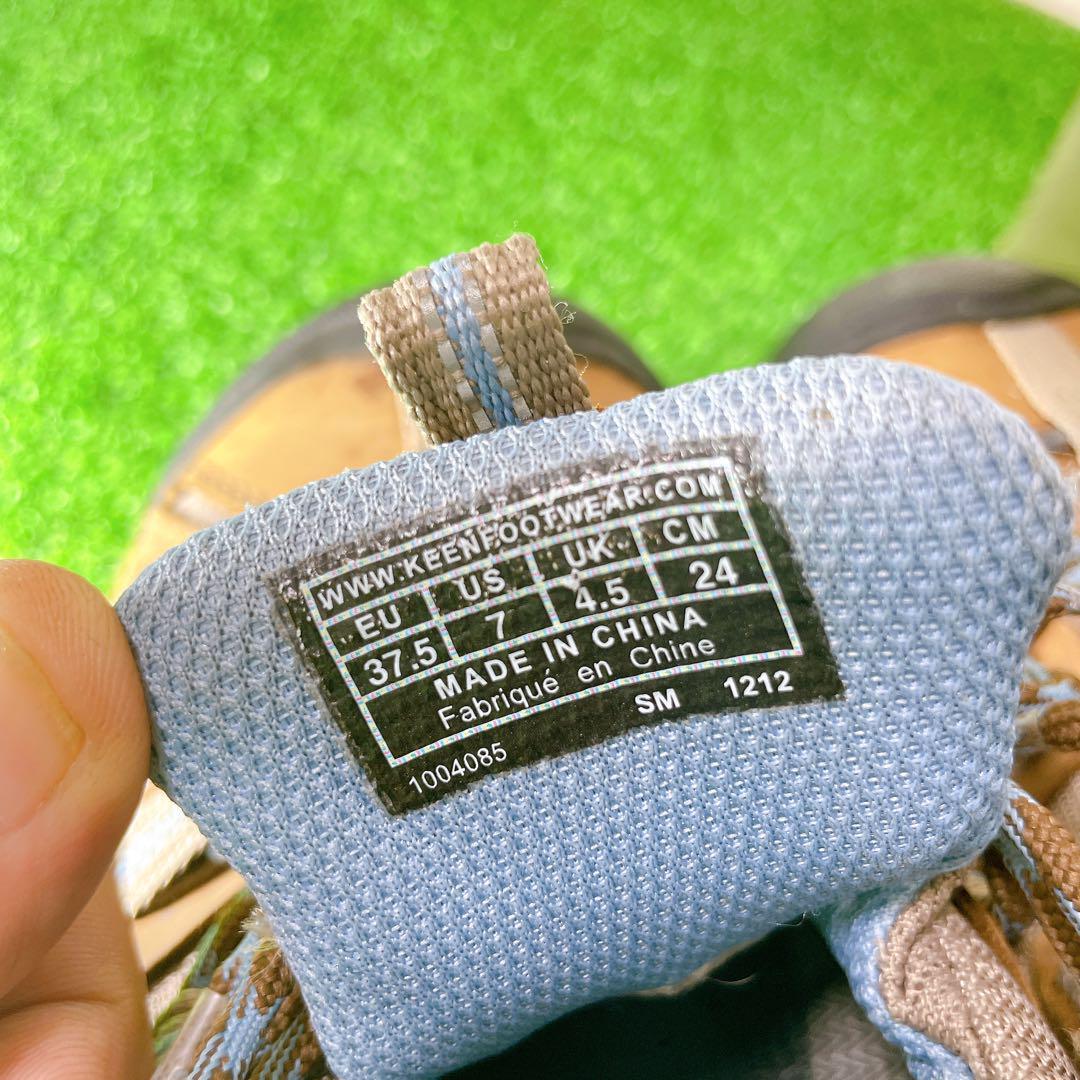 WWW.KEENFOOTWEAR.COM
EU US UK CM
37.5 7 4.5 24
MADE IN CHINA
Fabriqué en Chine
SM 1212
1004085